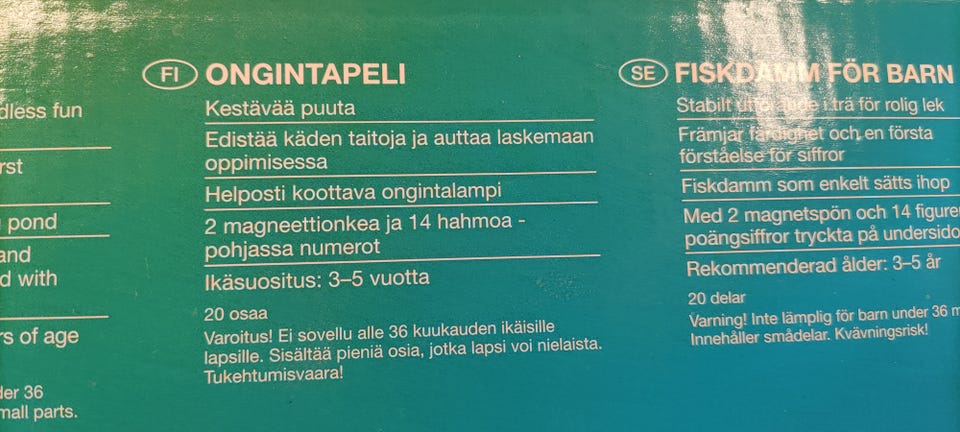 dless fun
rst
pond
and
d with
rs of age
der 36
mall parts.
FI ONGINTAPELI
Kestävää puuta
Edistää käden taitoja ja auttaa laskemaan
oppimisessa
Helposti koottava ongintalampi
2 magneettionkea ja 14 hahmoa -
pohjassa numerot
Ikäsuositus: 3–5 vuotta
20 osaa
Varoitus! Ei sovellu alle 36 kuukauden ikäisille
lapsille. Sisältää pieniä osia, jotka lapsi voi nielaista.
Tukehtumisvaara!
SE FISKDAMM FÖR BARN
Stabilt i trä för rolig lek
Främjar färdighet och en första
förståelse för siffror
Fiskdamm som enkelt sätts ihop
Med 2 magnetspön och 14 figurer
poängsiffror tryckta på undersido
Rekommenderad ålder: 3–5 år
20 delar
Varning! Inte lämplig för barn under 36 m
Innehåller smådelar. Kvävningsrisk!